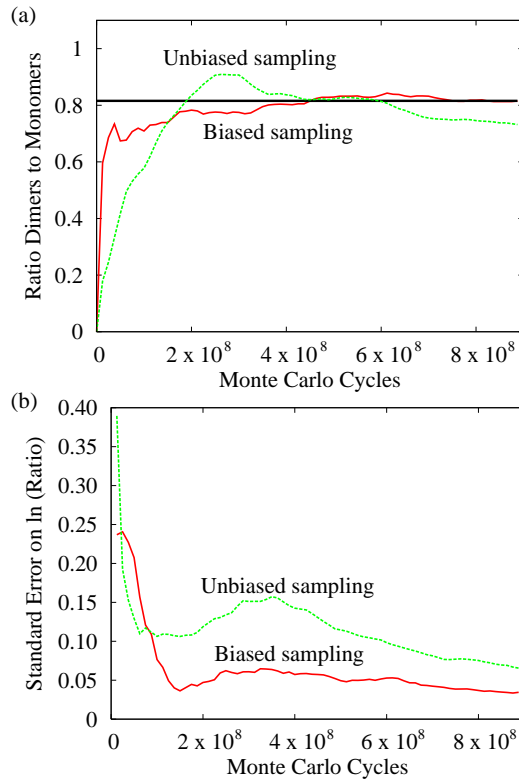 (a)
1
0.8
0.6
0.4
0.2
0
Ratio Dimers to Monomers
Unbiased sampling
Biased sampling
0 2 x 10^8 4 x 10^8 6 x 10^8 8 x 10^8
Monte Carlo Cycles
(b)
0.40
0.35
0.30
0.25
0.20
0.15
0.10
0.05
0
Standard Error on ln (Ratio)
Unbiased sampling
Biased sampling
0 2 x 10^8 4 x 10^8 6 x 10^8 8 x 10^8
Monte Carlo Cycles